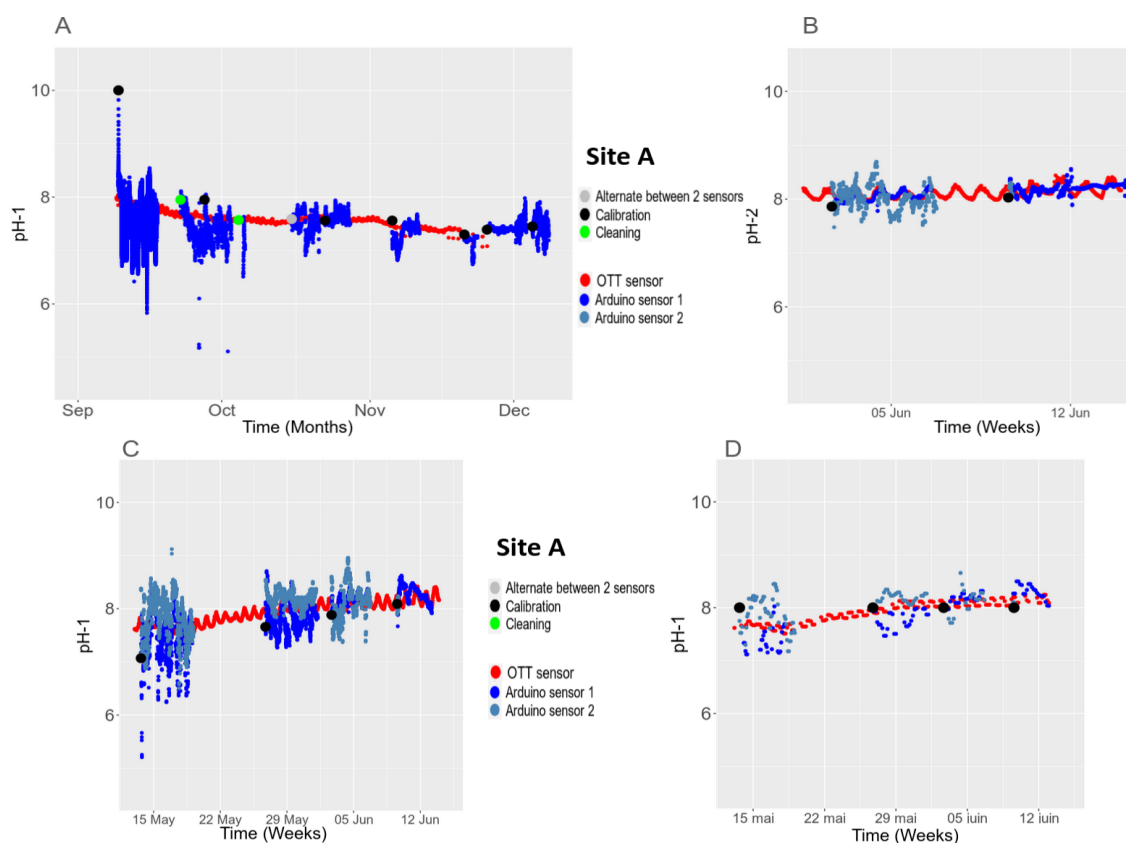 A
B
10
8
6
pH-1
Sep
Oct
Nov
Dec
Time (Months)
Site A
Alternate between 2 sensors
Calibration
Cleaning
OTT sensor
Arduino sensor 1
Arduino sensor 2
10
8
6
pH-2
05 Jun
12 Jun
Time (Weeks)
C
D
10
8
6
pH-1
15 May
22 May
29 May
05 Jun
12 Jun
Time (Weeks)
Site A
Alternate between 2 sensors
Calibration
Cleaning
OTT sensor
Arduino sensor 1
Arduino sensor 2
10
8
6
pH-1
15 mai
22 mai
29 mai
05 juin
12 juin
Time (Weeks)